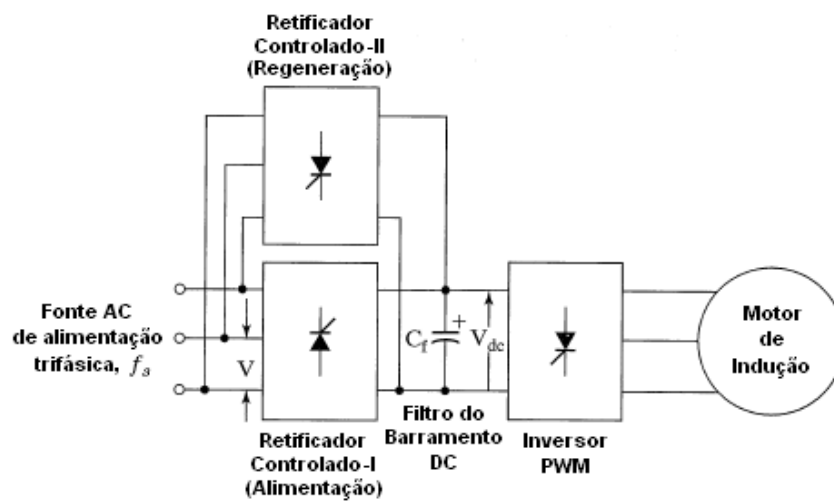 Retificador
Controlado-II
(Regeneração)
Fonte AC
de alimentação
trifásica, fₛ
V
Cf
+
Vdc
Motor
de
Indução
Retificador
Controlado-I
(Alimentação)
Filtro do
Barramento
DC
Inversor
PWM